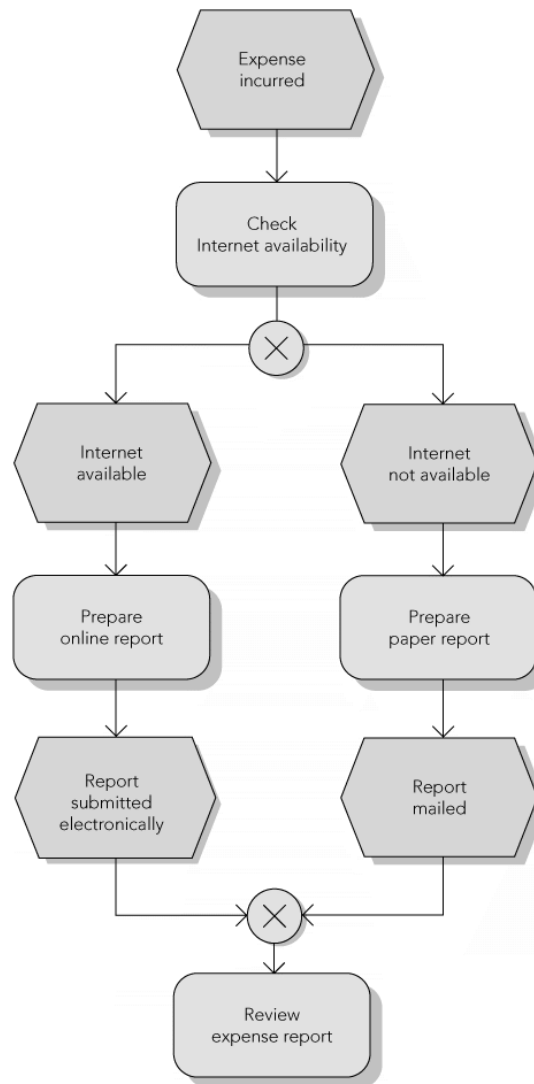 Expense
incurred
Check
Internet availability
Internet
available
Internet
not available
Prepare
online report
Prepare
paper report
Report
submitted
electronically
Report
mailed
Review
expense report